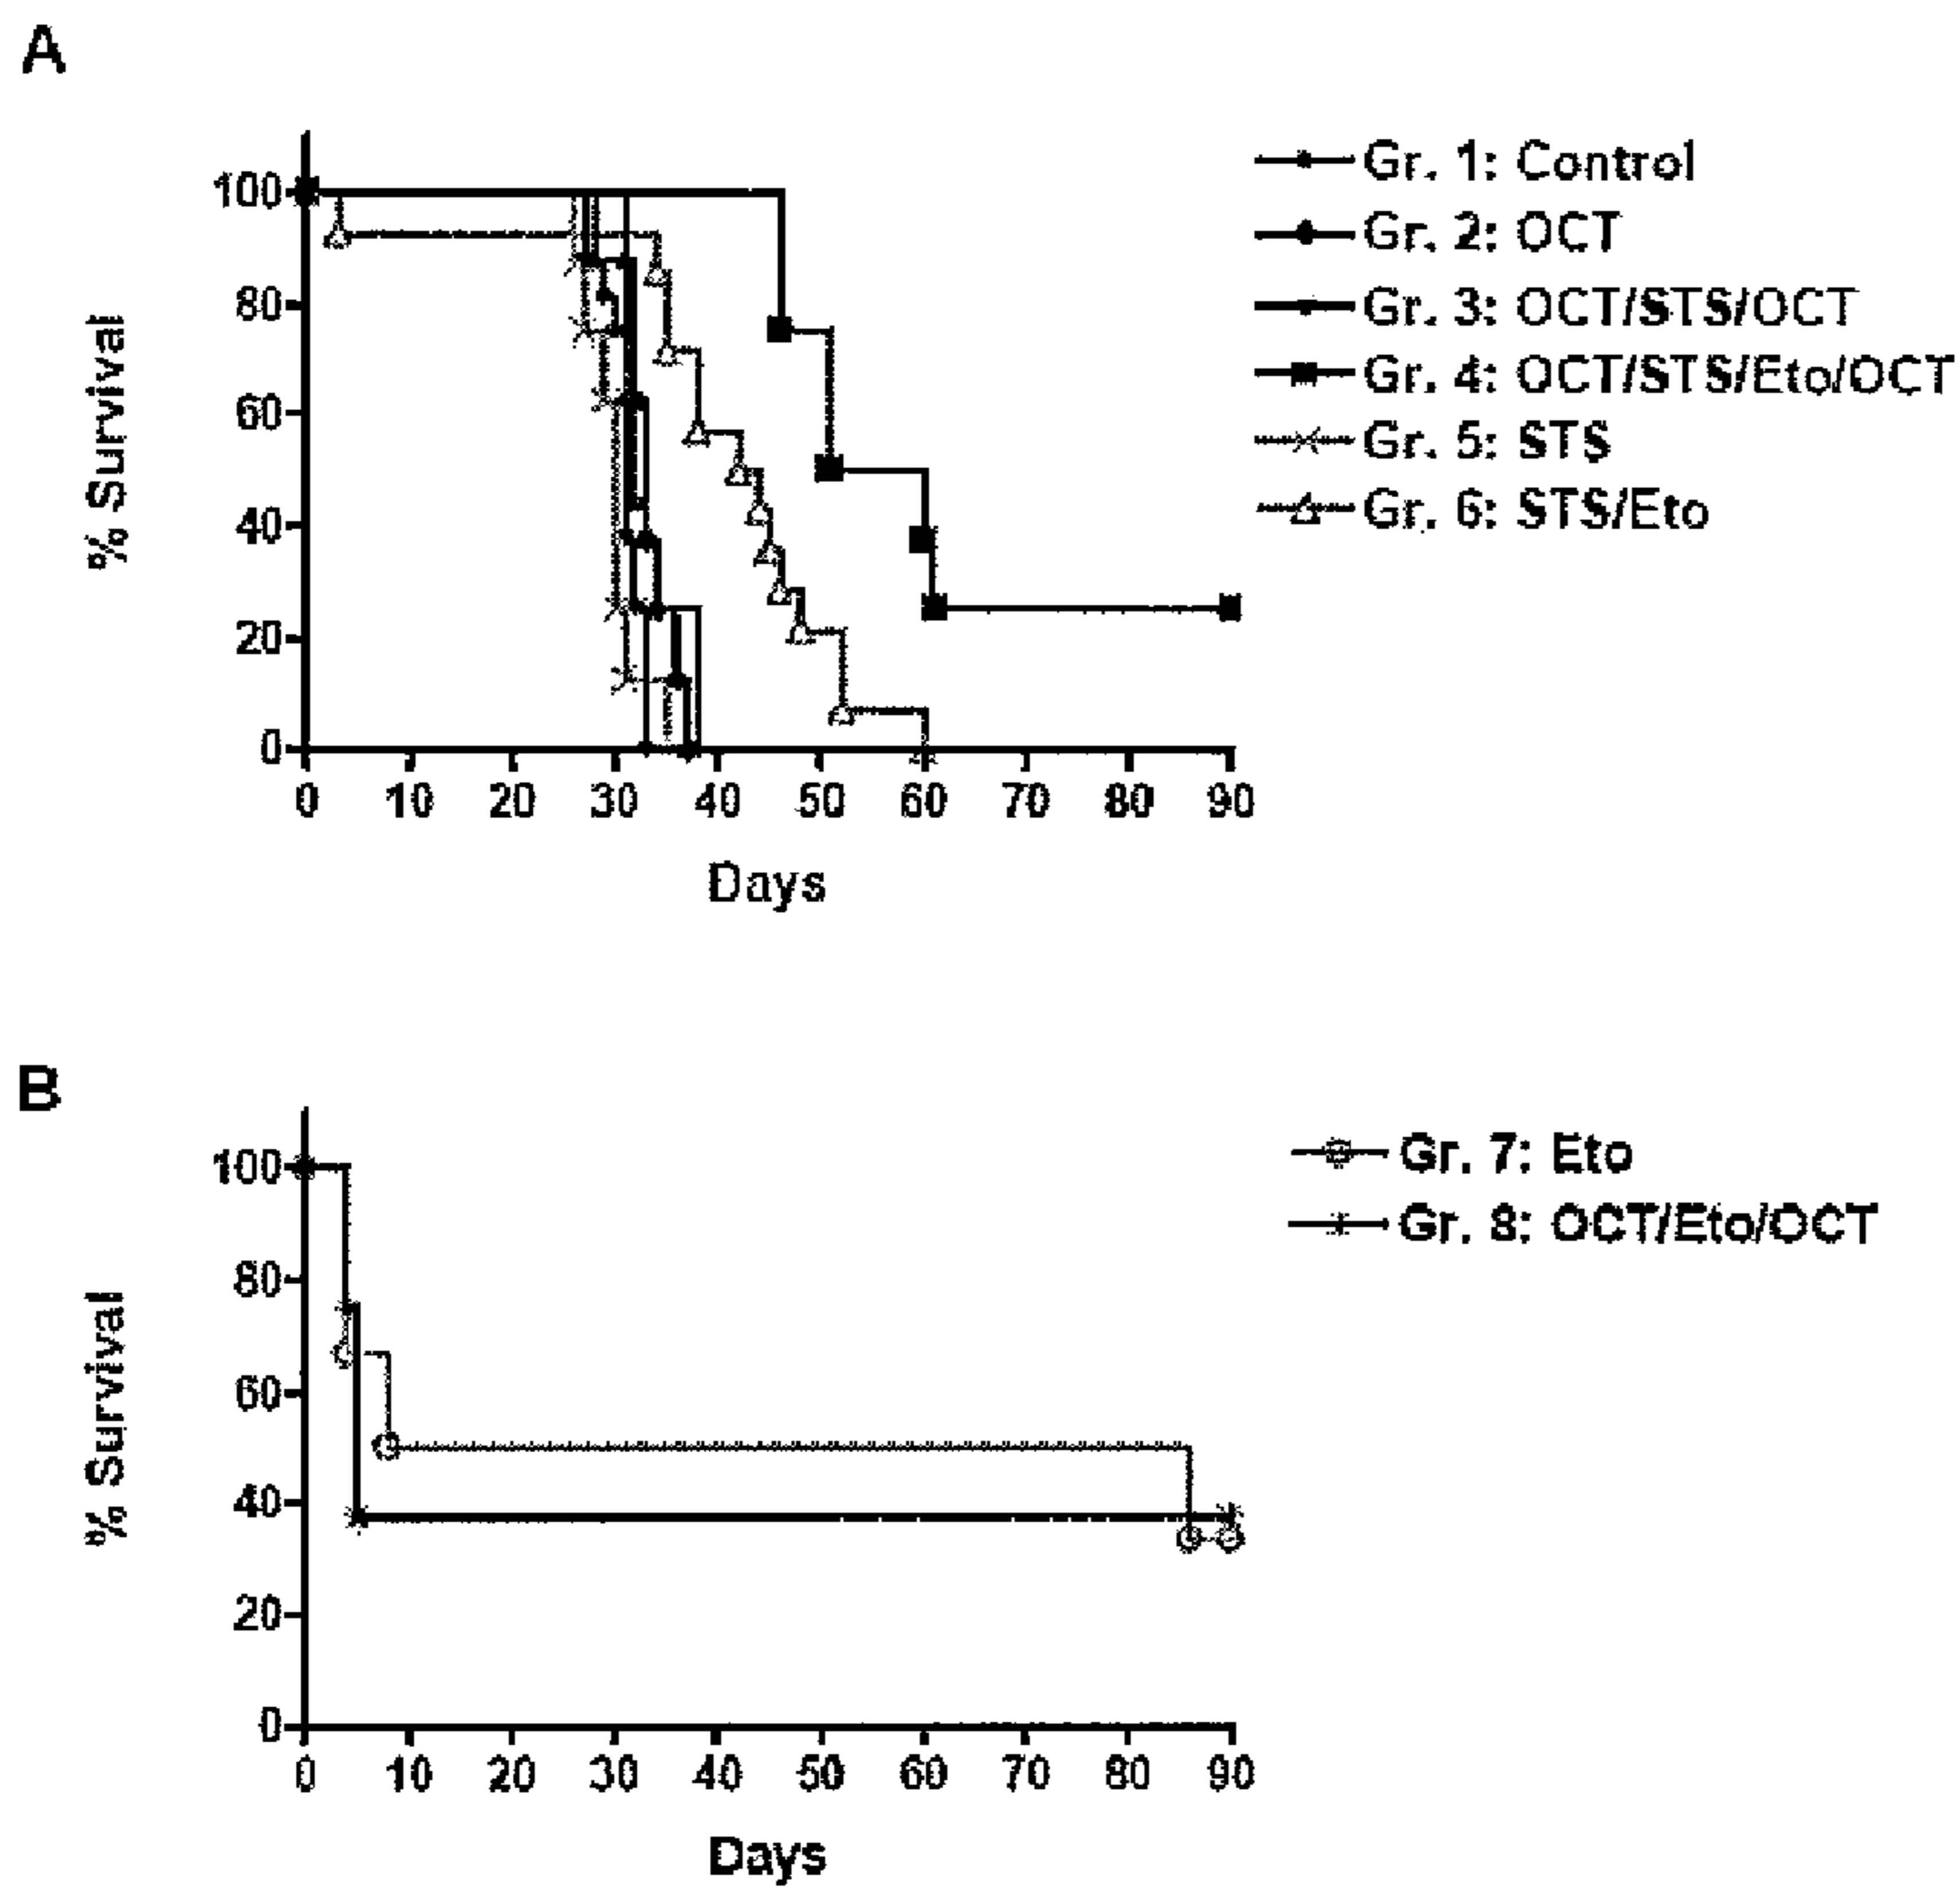 A
100
80
60
40
20
0
% Survival
0 10 20 30 40 50 60 70 80 90
Days
Gr. 1: Control
Gr. 2: OCT
Gr. 3: OCT/STS/OCT
Gr. 4: OCT/STS/Eto/OCT
Gr. 5: STS
Gr. 6: STS/Eto
B
100
80
60
40
20
0
% Survival
0 10 20 30 40 50 60 70 80 90
Days
Gr. 7: Eto
Gr. 8: OCT/Eto/OCT